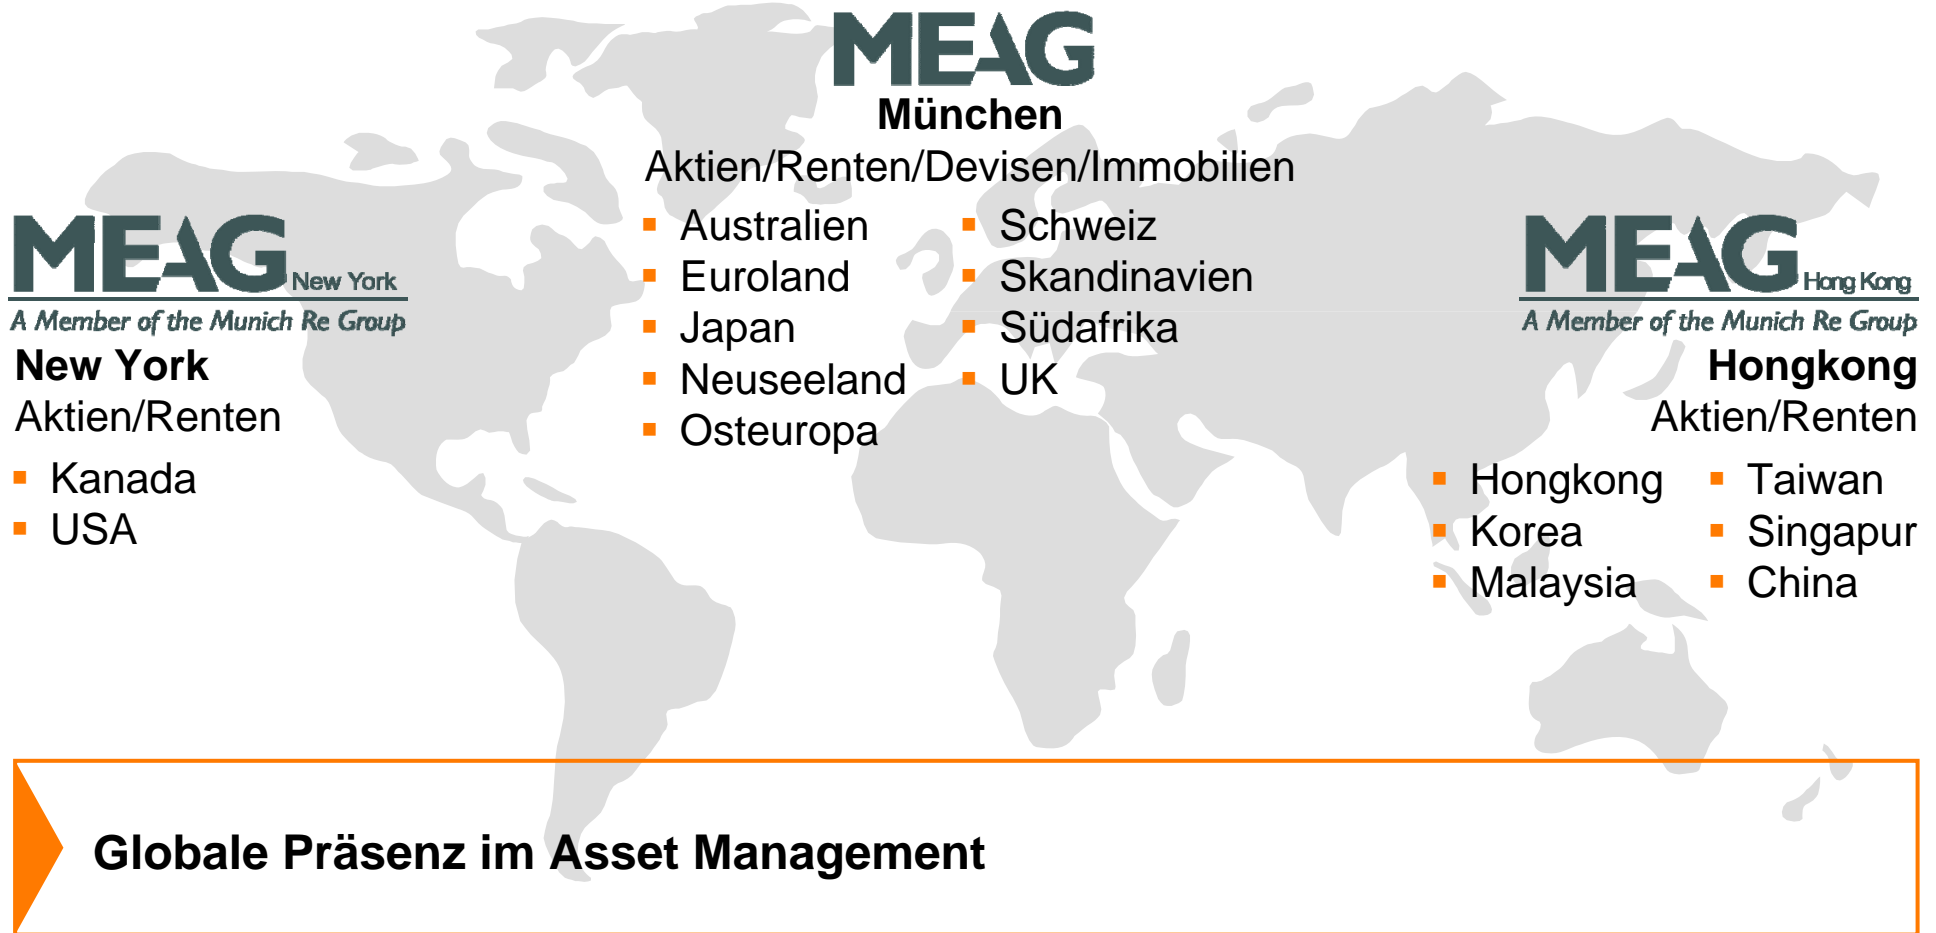 MEAG
München
Aktien/Renten/Devisen/Immobilien
Australien
Euroland
Japan
Neuseeland
Osteuropa
Schweiz
Skandinavien
Südafrika
UK
MEAG New York
A Member of the Munich Re Group
New York
Aktien/Renten
Kanada
USA
MEAG Hong Kong
A Member of the Munich Re Group
Hongkong
Aktien/Renten
Hongkong
Korea
Malaysia
Taiwan
Singapur
China
Globale Präsenz im Asset Management